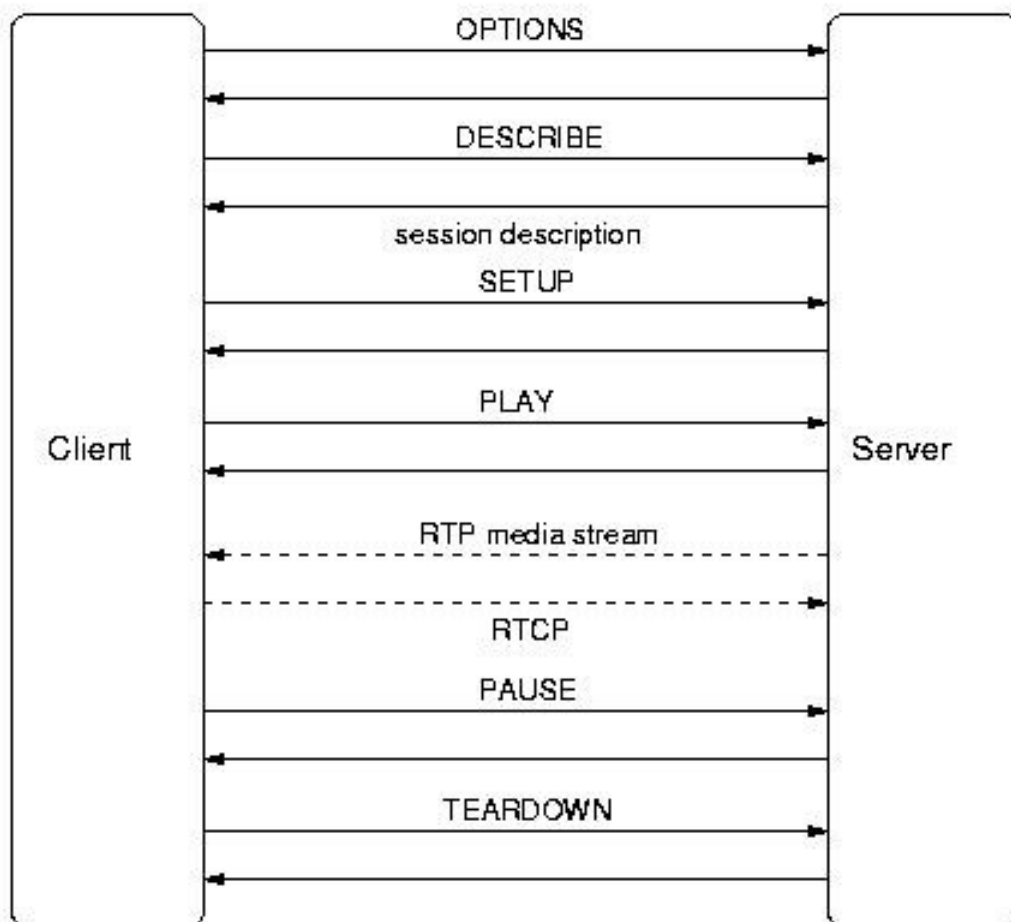 OPTIONS
DESCRIBE
session description
SETUP
PLAY
Client
Server
RTP media stream
RTCP
PAUSE
TEARDOWN